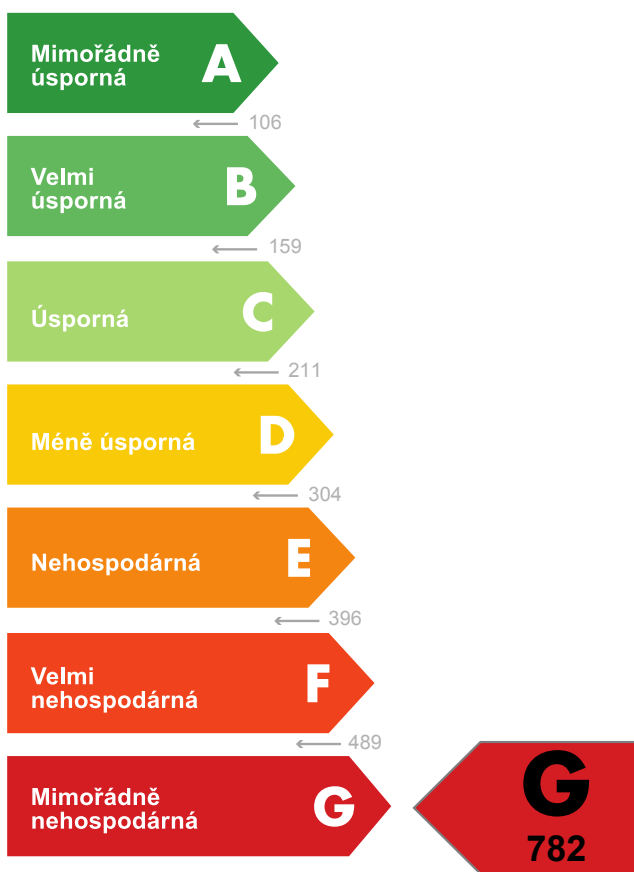 Mimořádně
úsporná
A
← 106
Velmi
úsporná
B
← 159
Úsporná
C
← 211
Méně úsporná
D
← 304
Nehospodárná
E
← 396
Velmi
nehospodárná
F
← 489
Mimořádně
nehospodárná
G
G
782